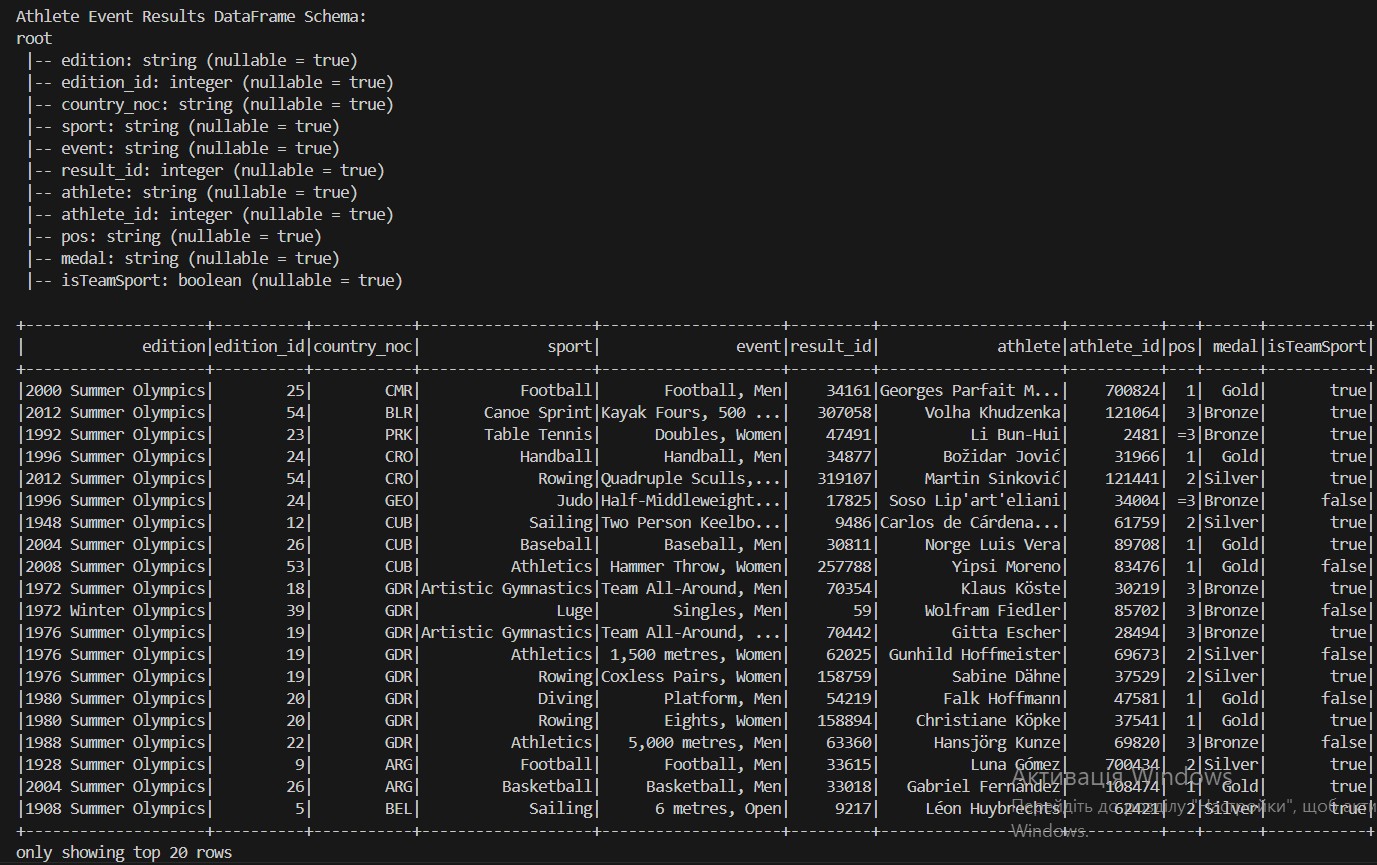 Athlete Event Results DataFrame Schema:
root
 |-- edition: string (nullable = true)
 |-- edition_id: integer (nullable = true)
 |-- country_noc: string (nullable = true)
 |-- sport: string (nullable = true)
 |-- event: string (nullable = true)
 |-- result_id: integer (nullable = true)
 |-- athlete: string (nullable = true)
 |-- athlete_id: integer (nullable = true)
 |-- pos: string (nullable = true)
 |-- medal: string (nullable = true)
 |-- isTeamSport: boolean (nullable = true)

+--------------------+----------+-----------+-------------------+--------------------+---------+--------------------+----------+---+------+-----------+
|             edition|edition_id|country_noc|              sport|               event|result_id|             athlete|athlete_id|pos| medal|isTeamSport|
+--------------------+----------+-----------+-------------------+--------------------+---------+--------------------+----------+---+------+-----------+
|2000 Summer Olympics|        25|        CMR|           Football|       Football, Men|    34161|Georges Parfait M...|    700824|  1|  Gold|       true|
|2012 Summer Olympics|        54|        BLR|       Canoe Sprint|Kayak Fours, 500 ...|   307058|     Volha Khudzenka|    121064|  3|Bronze|       true|
|1992 Summer Olympics|        23|        PRK|       Table Tennis|      Doubles, Women|    47491|          Li Bun-Hui|      2481| =3|Bronze|       true|
|1996 Summer Olympics|        24|        CRO|           Handball|       Handball, Men|    34877|        Božidar Jović|     31966|  1|  Gold|       true|
|2012 Summer Olympics|        54|        CRO|             Rowing|Quadruple Sculls,...|   319107|     Martin Sinković|    121441|  2|Silver|       true|
|1996 Summer Olympics|        24|        GEO|               Judo|Half-Middleweight...|    17825| Soso Lip'art'eliani|     34004| =3|Bronze|      false|
|1948 Summer Olympics|        12|        CUB|            Sailing|Two Person Keelbo...|     9486|Carlos de Cárdena...|     61759|  2|Silver|       true|
|2004 Summer Olympics|        26|        CUB|           Baseball|       Baseball, Men|    30811|     Norge Luis Vera|     89708|  1|  Gold|       true|
|2008 Summer Olympics|        53|        CUB|          Athletics| Hammer Throw, Women|   257788|        Yipsi Moreno|     83476|  1|  Gold|      false|
|1972 Summer Olympics|        18|        GDR|Artistic Gymnastics|Team All-Around, Men|    70354|         Klaus Köste|     30219|  3|Bronze|       true|
|1972 Winter Olympics|        39|        GDR|               Luge|        Singles, Men|       59|     Wolfram Fiedler|     85702|  3|Bronze|      false|
|1976 Summer Olympics|        19|        GDR|Artistic Gymnastics|Team All-Around, ...|    70442|        Gitta Escher|     28494|  3|Bronze|       true|
|1976 Summer Olympics|        19|        GDR|          Athletics| 1,500 metres, Women|    62025| Gunhild Hoffmeister|     69673|  2|Silver|      false|
|1976 Summer Olympics|        19|        GDR|             Rowing|Coxless Pairs, Women|   158759|        Sabine Dähne|     37529|  2|Silver|       true|
|1980 Summer Olympics|        20|        GDR|             Diving|       Platform, Men|    54219|       Falk Hoffmann|     47581|  1|  Gold|      false|
|1980 Summer Olympics|        20|        GDR|             Rowing|       Eights, Women|   158894|    Christiane Köpke|     37541|  1|  Gold|       true|
|1988 Summer Olympics|        22|        GDR|          Athletics|   5,000 metres, Men|    63360|      Hansjörg Kunze|     69820|  3|Bronze|      false|
|1928 Summer Olympics|         9|        ARG|           Football|       Football, Men|    33615|          Luna Gómez|    700434|  2|Silver|       true|
|2004 Summer Olympics|        26|        ARG|         Basketball|     Basketball, Men|    33018|   Gabriel Fernández|    108474|  1|  Gold|       true|
|1908 Summer Olympics|         5|        BEL|            Sailing|      6 metres, Open|     9217|     Léon Huybrechts|     62421|  2|Silver|       true|
+--------------------+----------+-----------+-------------------+--------------------+---------+--------------------+----------+---+------+-----------+
only showing top 20 rows
Активація Windows
Перейдіть до розділу "Настройки", щоб акти
Windows.